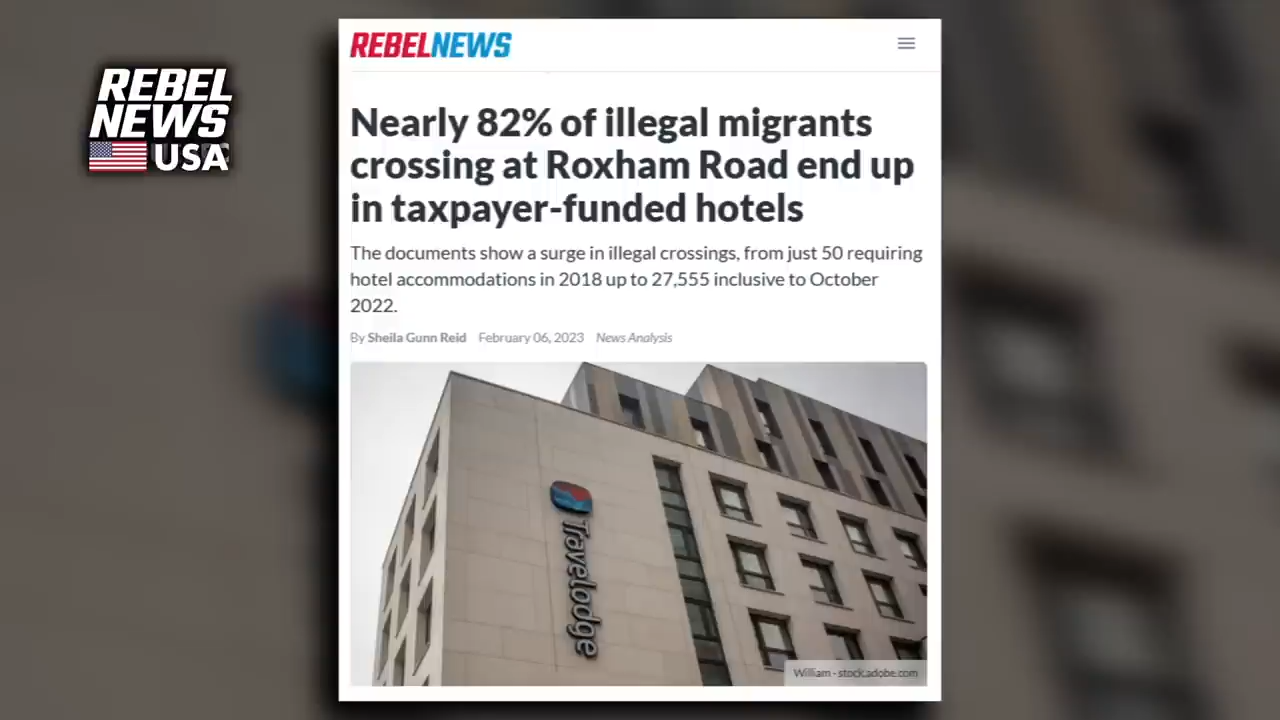 REBELNEWS
REBEL
NEWS
USA
Nearly 82% of illegal migrants
crossing at Roxham Road end up
in taxpayer-funded hotels
The documents show a surge in illegal crossings, from just 50 requiring
hotel accommodations in 2018 up to 27,555 inclusive to October
2022.
By Sheila Gunn Reid February 06, 2023 News Analysis
Travelodge
William - stock.adobe.com